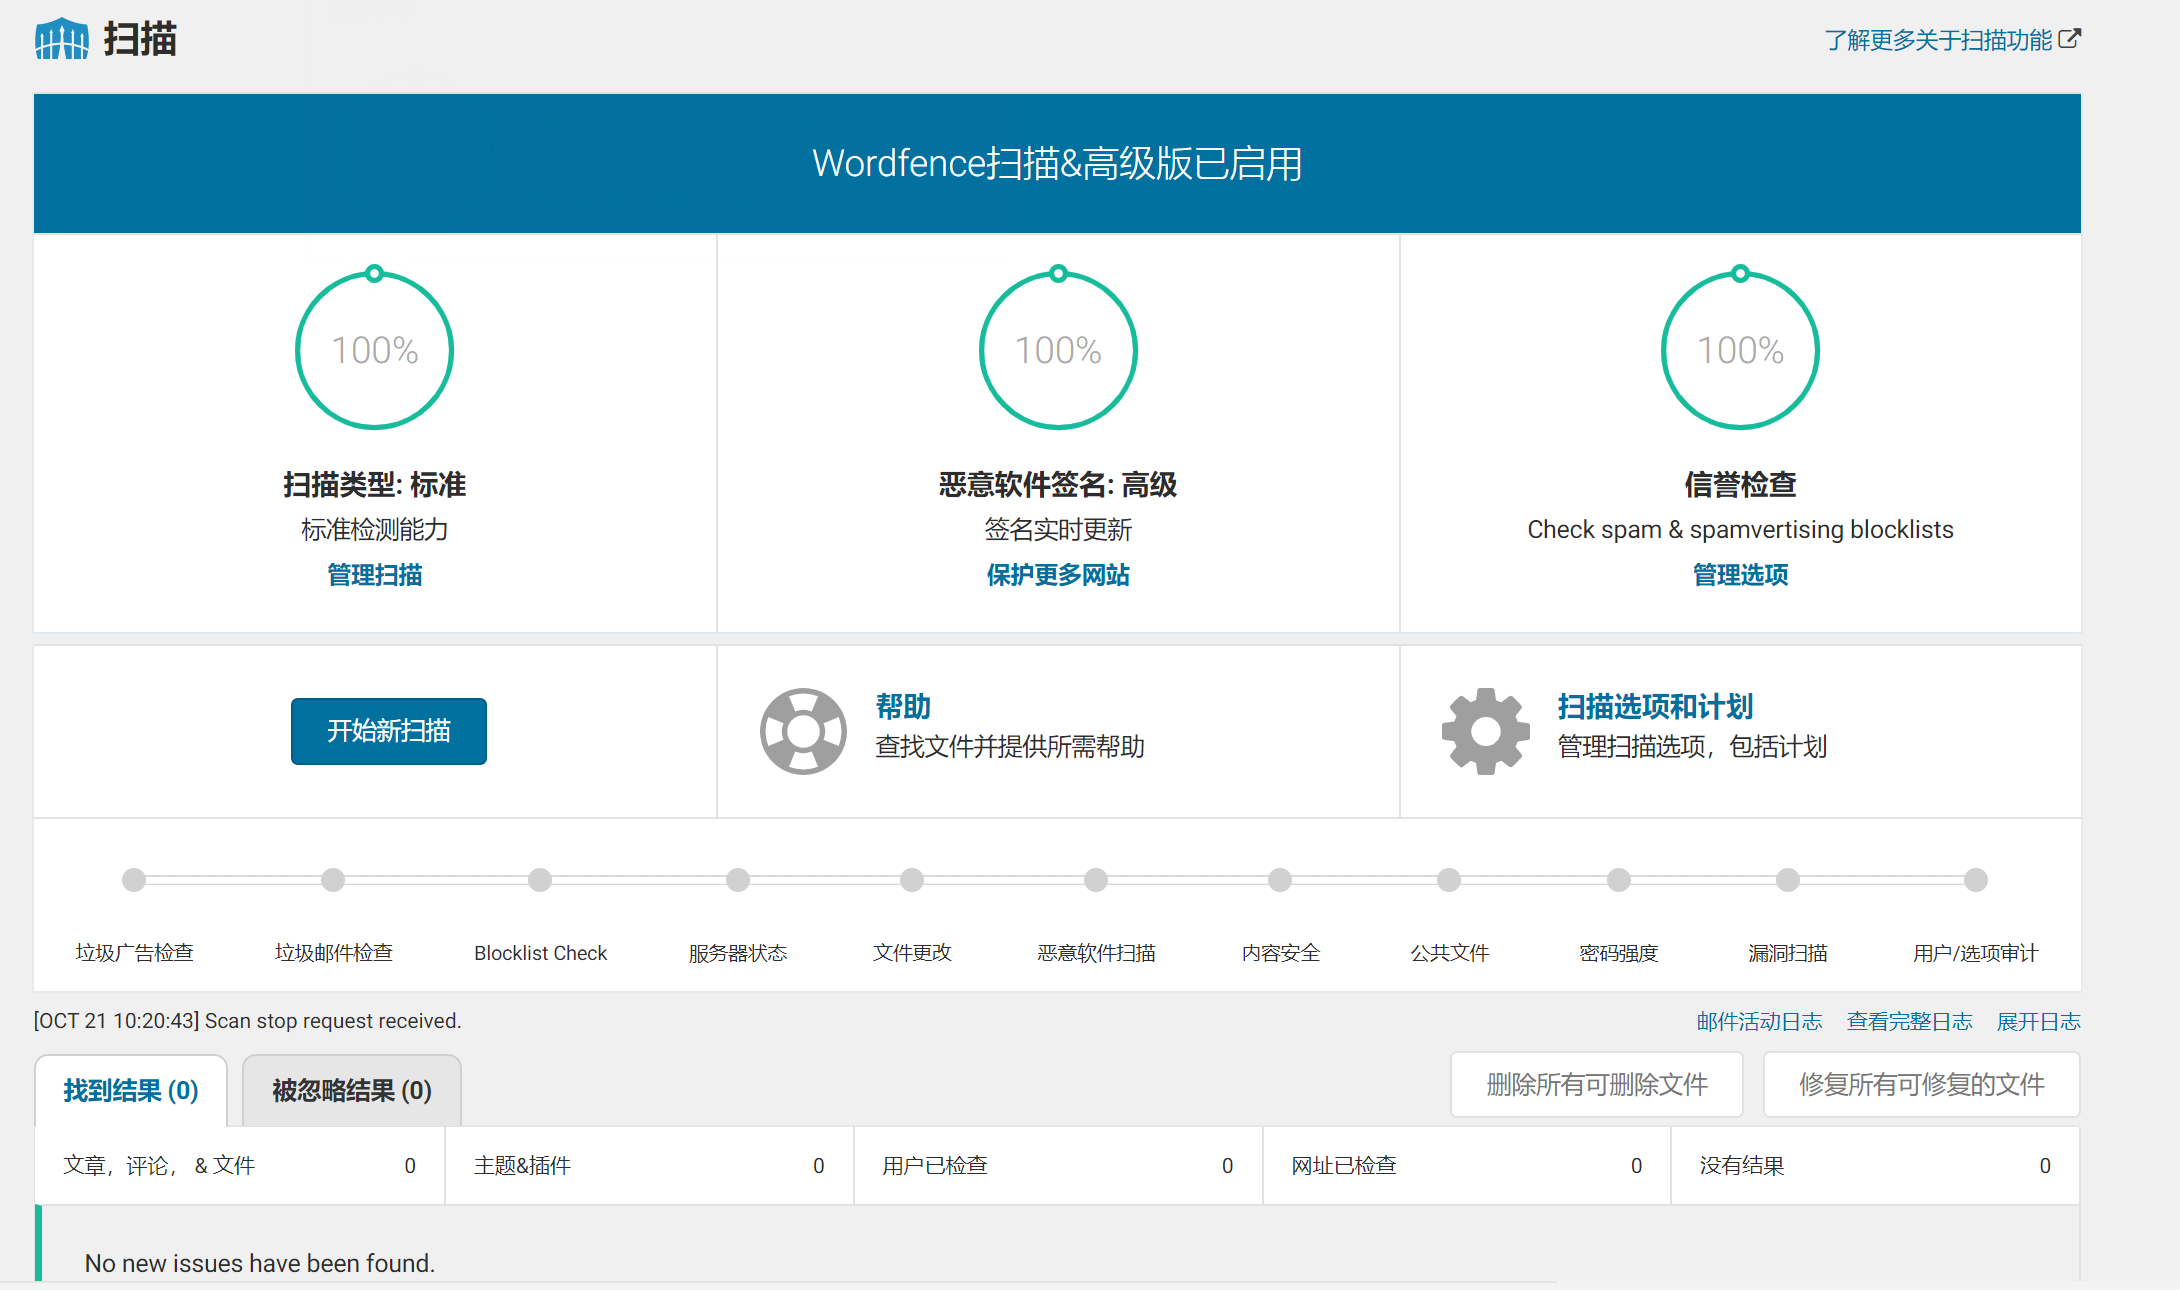 扫描
了解更多关于扫描功能
Wordfence扫描&高级版已启用
100%
100%
100%
扫描类型: 标准
标准检测能力
管理扫描
恶意软件签名: 高级
签名实时更新
保护更多网站
信誉检查
Check spam & spamvertising blocklists
管理选项
开始新扫描
帮助
查找文件并提供所需帮助
扫描选项和计划
管理扫描选项，包括计划
垃圾广告检查
垃圾邮件检查
Blocklist Check
服务器状态
文件更改
恶意软件扫描
内容安全
公共文件
密码强度
漏洞扫描
用户/选项审计
[OCT 21 10:20:43] Scan stop request received.
邮件活动日志 查看完整日志 展开日志
找到结果 (0)
被忽略结果 (0)
删除所有可删除文件
修复所有可修复的文件
文章，评论， & 文件 0
主题&插件 0
用户已检查 0
网址已检查 0
没有结果 0
No new issues have been found.